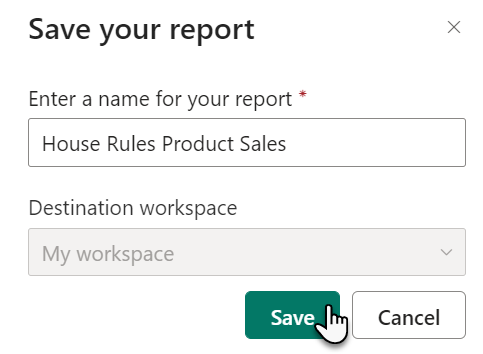 Save your report
Enter a name for your report *
House Rules Product Sales
Destination workspace
My workspace
Save Cancel